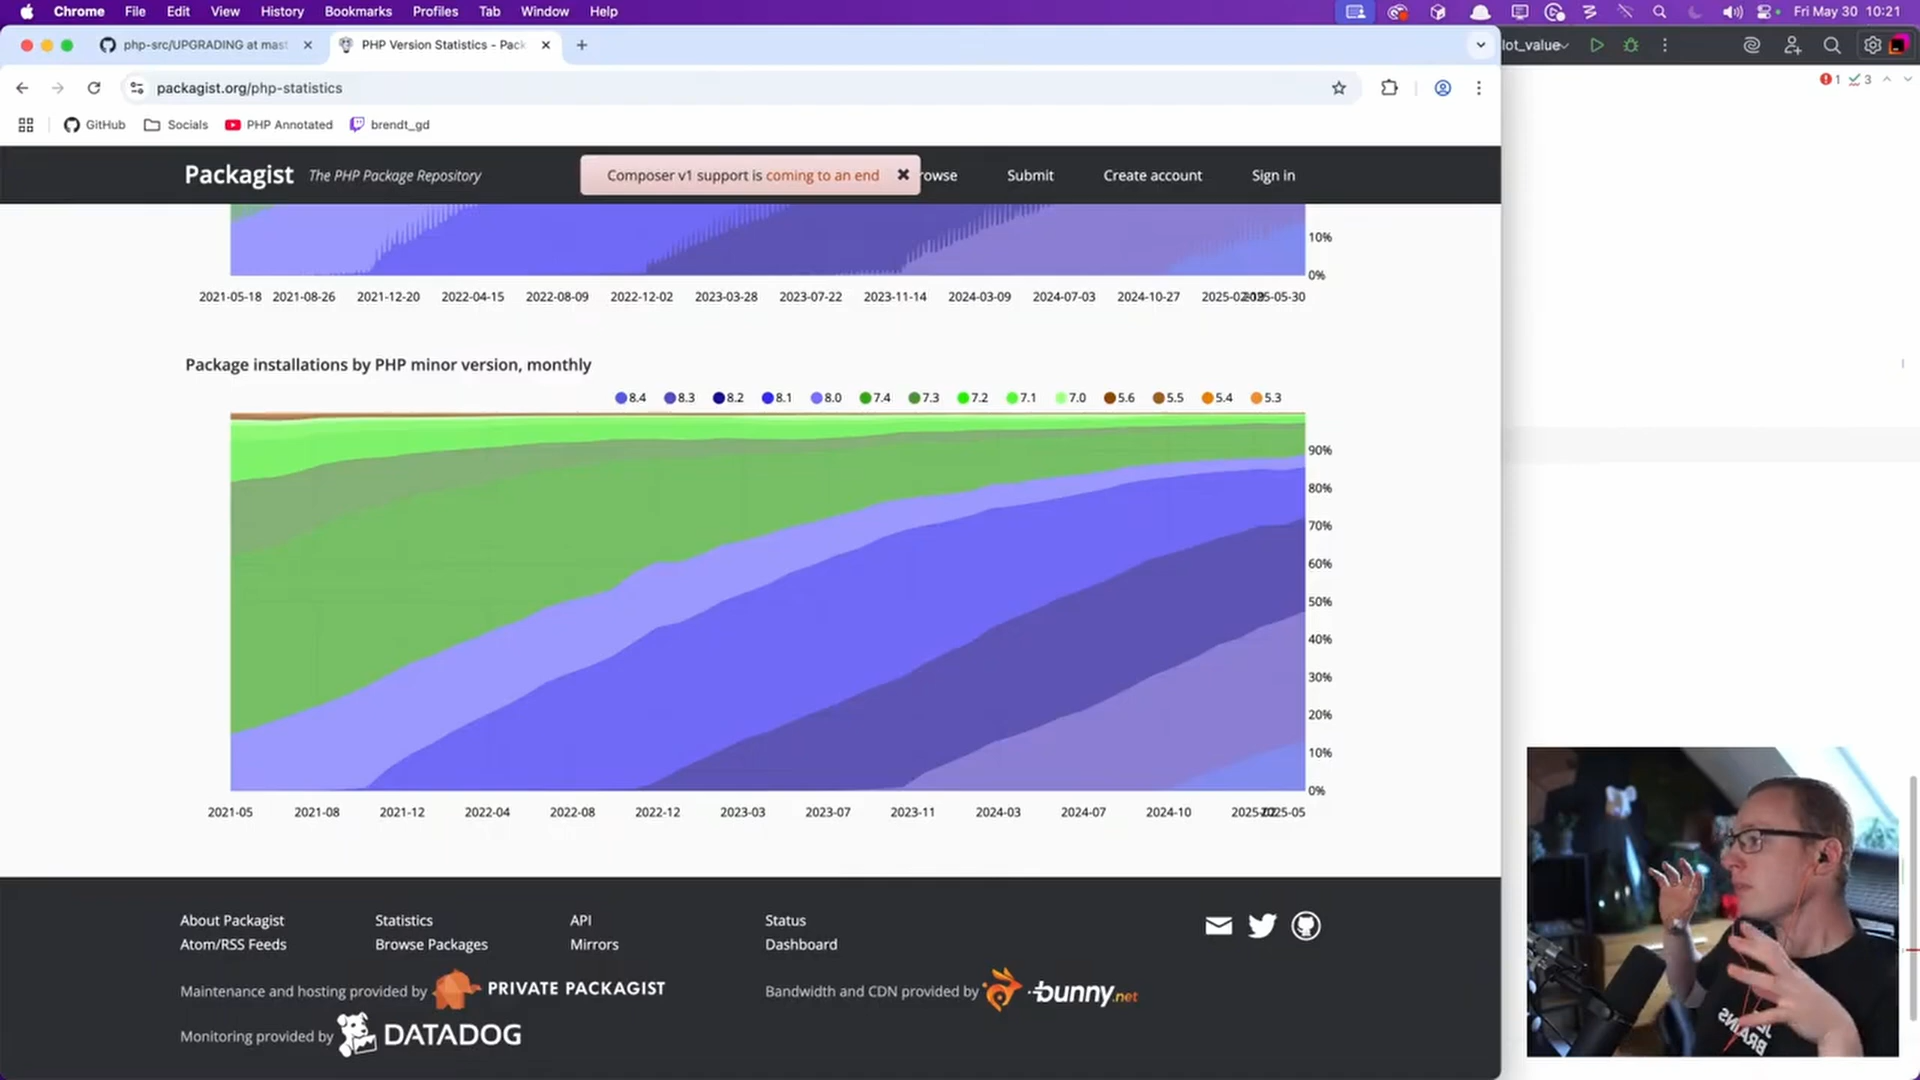 Chrome File Edit View History Bookmarks Profiles Tab Window Help
Fri May 30 10:21
php-src/UPGRADING at mast
PHP Version Statistics - Pack
lot_value
packagist.org/php-statistics
1 3
GitHub Socials PHP Annotated brendt_gd
Packagist The PHP Package Repository
Composer v1 support is coming to an end
rowse Submit Create account Sign in
10%
0%
2021-05-18 2021-08-26 2021-12-20 2022-04-15 2022-08-09 2022-12-02 2023-03-28 2023-07-22 2023-11-14 2024-03-09 2024-07-03 2024-10-27 2025-05-30
Package installations by PHP minor version, monthly
8.4 8.3 8.2 8.1 8.0 7.4 7.3 7.2 7.1 7.0 5.6 5.5 5.4 5.3
90%
80%
70%
60%
50%
40%
30%
20%
10%
0%
2021-05 2021-08 2021-12 2022-04 2022-08 2022-12 2023-03 2023-07 2023-11 2024-03 2024-07 2024-10 2025-05
About Packagist Statistics API Status
Atom/RSS Feeds Browse Packages Mirrors Dashboard
Maintenance and hosting provided by PRIVATE PACKAGIST
Bandwidth and CDN provided by bunny.net
Monitoring provided by DATADOG
BRAINS